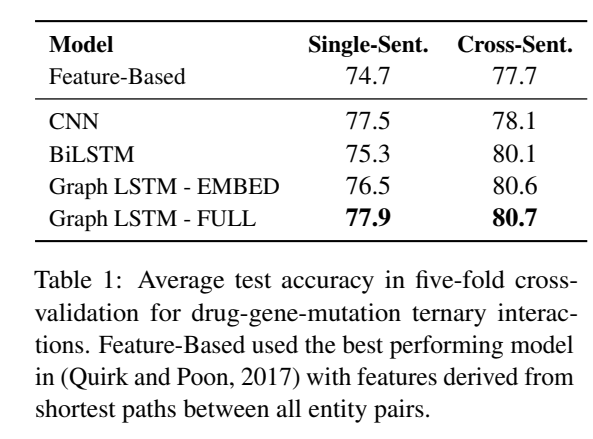 Model Single-Sent. Cross-Sent.
Feature-Based 74.7 77.7
CNN 77.5 78.1
BiLSTM 75.3 80.1
Graph LSTM - EMBED 76.5 80.6
Graph LSTM - FULL 77.9 80.7
Table 1: Average test accuracy in five-fold cross-
validation for drug-gene-mutation ternary interac-
tions. Feature-Based used the best performing model
in (Quirk and Poon, 2017) with features derived from
shortest paths between all entity pairs.